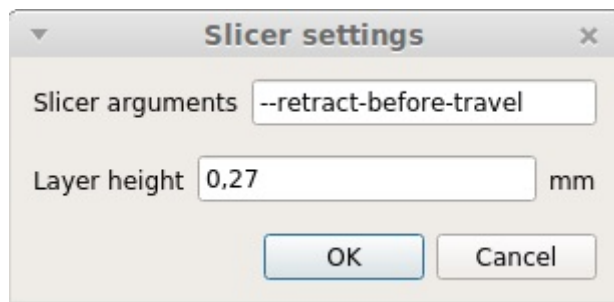 Slicer settings
Slicer arguments --retract-before-travel
Layer height 0,27 mm
OK Cancel